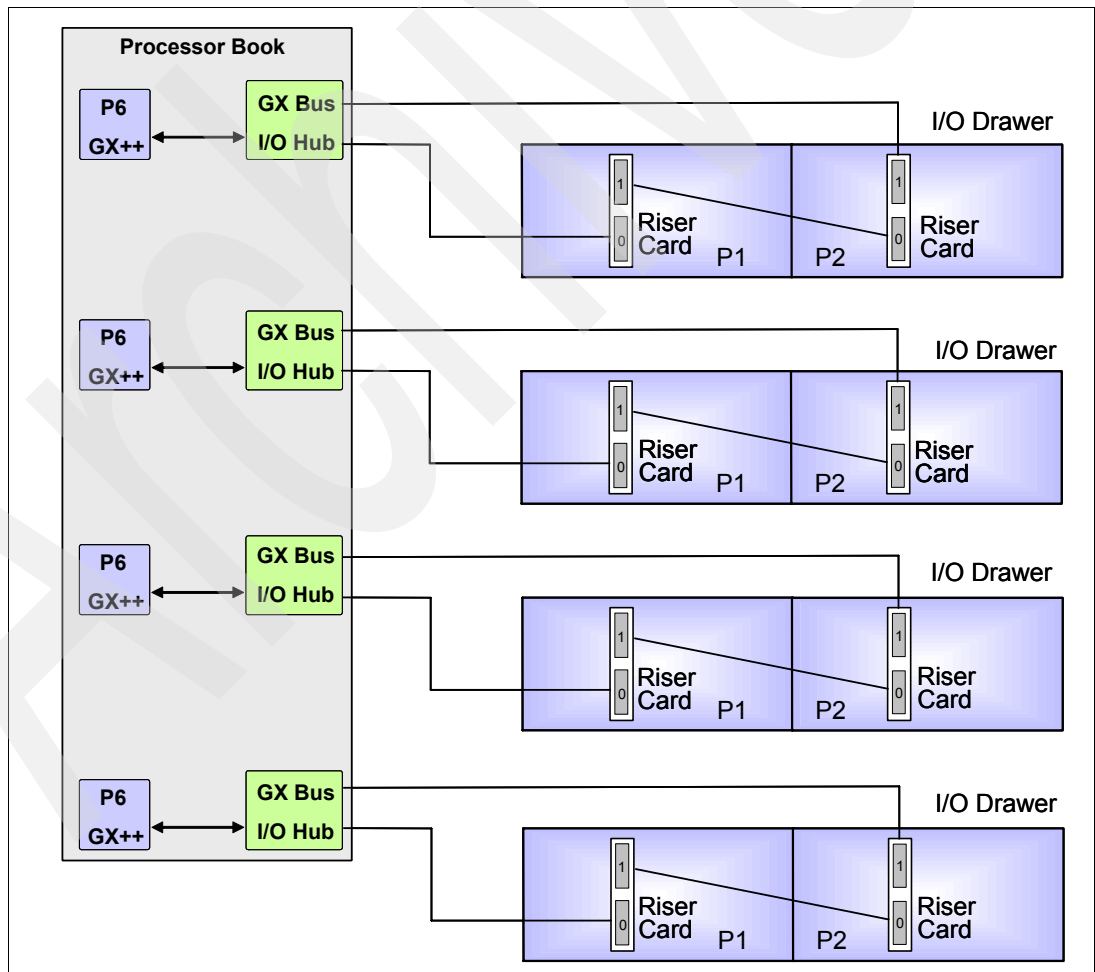 Processor Book
P6
GX++
GX Bus
I/O Hub
I/O Drawer
1
0
Riser
Card
P1
P2
1
0
Riser
Card
P6
GX++
GX Bus
I/O Hub
I/O Drawer
1
0
Riser
Card
P1
P2
1
0
Riser
Card
P6
GX++
GX Bus
I/O Hub
I/O Drawer
1
0
Riser
Card
P1
P2
1
0
Riser
Card
P6
GX++
GX Bus
I/O Hub
I/O Drawer
1
0
Riser
Card
P1
P2
1
0
Riser
Card